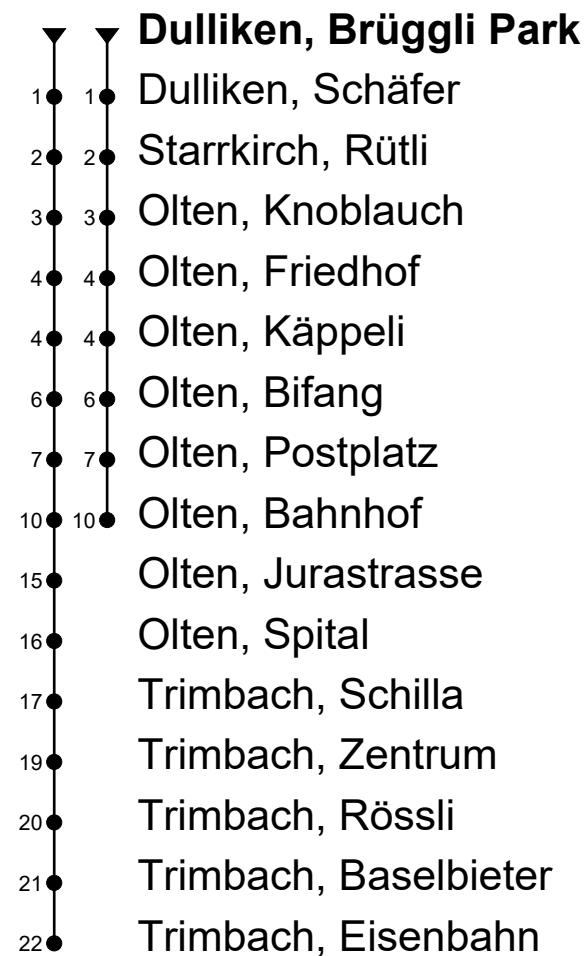 Dulliken, Brüggli Park
1 1 Dulliken, Schäfer
2 2 Starrkirch, Rütli
3 3 Olten, Knoblauch
4 4 Olten, Friedhof
4 4 Olten, Käppeli
6 6 Olten, Bifang
7 7 Olten, Postplatz
10 10 Olten, Bahnhof
15 Olten, Jurastrasse
16 Olten, Spital
17 Trimbach, Schilla
19 Trimbach, Zentrum
20 Trimbach, Rössli
21 Trimbach, Baselbieter
22 Trimbach, Eisenbahn